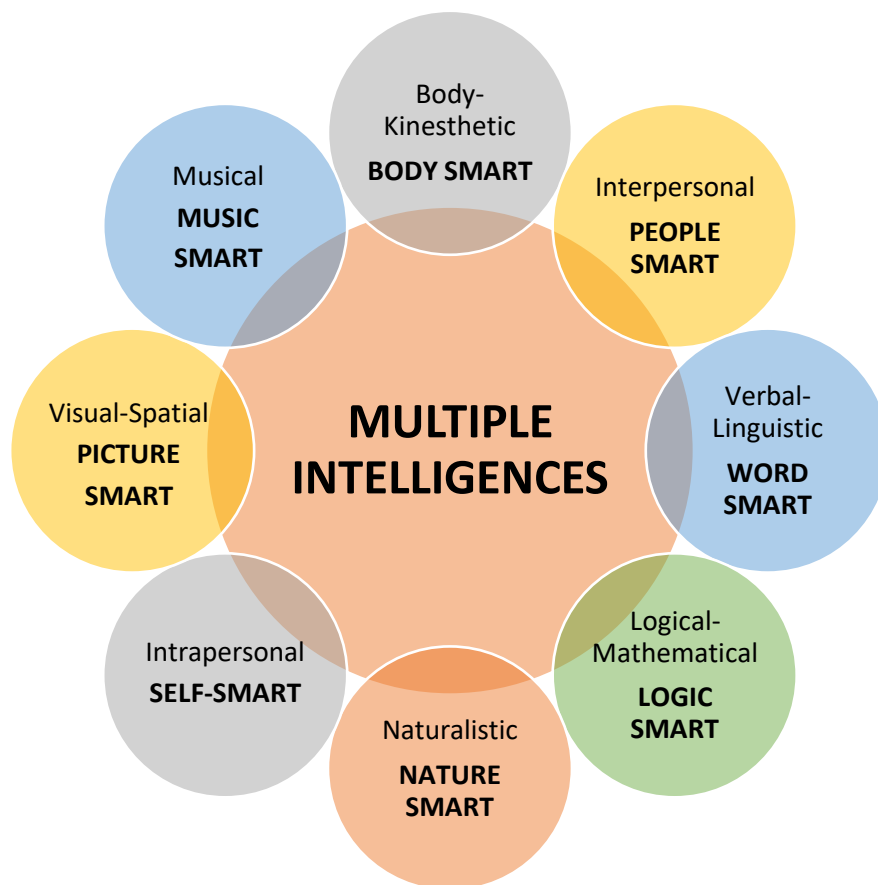 Body-
Kinesthetic
BODY SMART
Musical
MUSIC
SMART
Interpersonal
PEOPLE
SMART
Visual-Spatial
PICTURE
SMART
MULTIPLE
INTELLIGENCES
Verbal-
Linguistic
WORD
SMART
Intrapersonal
SELF-SMART
Logical-
Mathematical
LOGIC
SMART
Naturalistic
NATURE
SMART